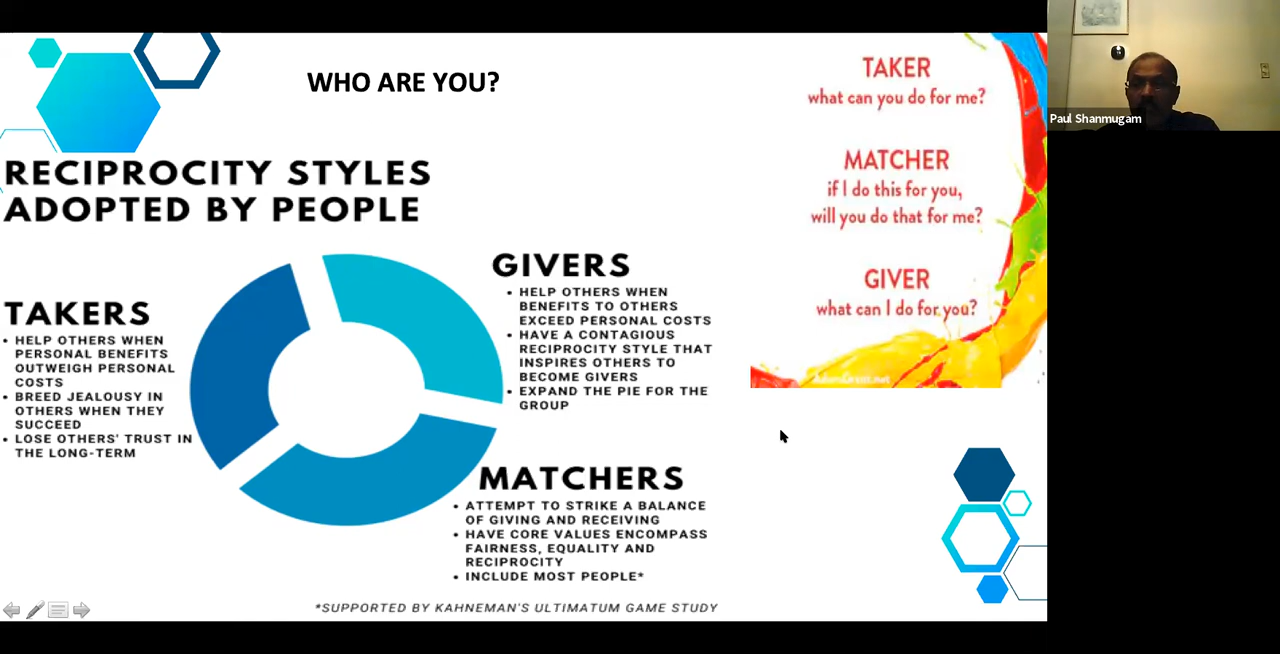 WHO ARE YOU?
RECIPROCITY STYLES
ADOPTED BY PEOPLE
TAKERS
• HELP OTHERS WHEN
PERSONAL BENEFITS
OUTWEIGH PERSONAL
COSTS
• BREED JEALOUSY IN
OTHERS WHEN THEY
SUCCEED
• LOSE OTHERS' TRUST IN
THE LONG-TERM
GIVERS
• HELP OTHERS WHEN
BENEFITS TO OTHERS
EXCEED PERSONAL COSTS
• HAVE A CONTAGIOUS
RECIPROCITY STYLE THAT
INSPIRES OTHERS TO
BECOME GIVERS
• EXPAND THE PIE FOR THE
GROUP
MATCHERS
• ATTEMPT TO STRIKE A BALANCE
OF GIVING AND RECEIVING
• HAVE CORE VALUES ENCOMPASS
FAIRNESS, EQUALITY AND
RECIPROCITY
• INCLUDE MOST PEOPLE*
*SUPPORTED BY KAHNEMAN'S ULTIMATUM GAME STUDY
TAKER
what can you do for me?
MATCHER
if I do this for you,
will you do that for me?
GIVER
what can I do for you?
Paul Shanmugam